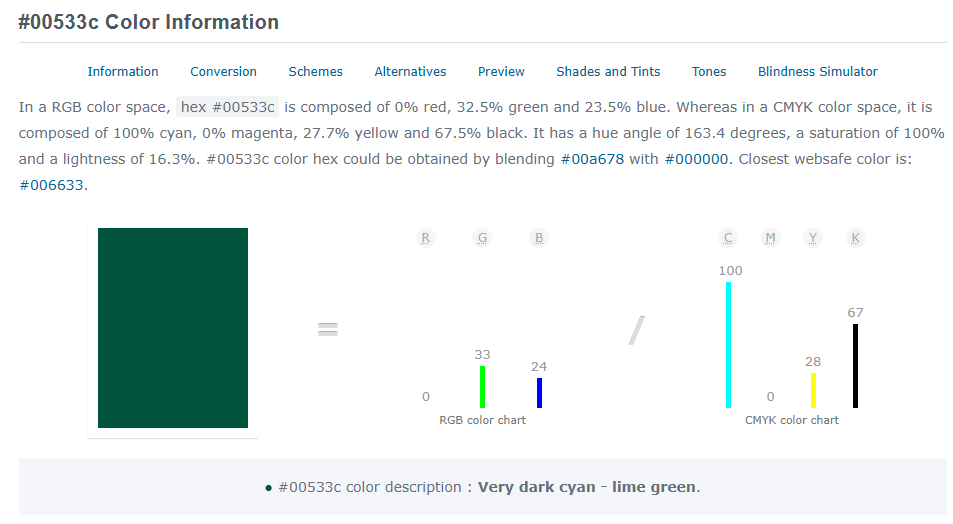 #00533c Color Information
Information Conversion Schemes Alternatives Preview Shades and Tints Tones Blindness Simulator
In a RGB color space, hex #00533c is composed of 0% red, 32.5% green and 23.5% blue. Whereas in a CMYK color space, it is
composed of 100% cyan, 0% magenta, 27.7% yellow and 67.5% black. It has a hue angle of 163.4 degrees, a saturation of 100%
and a lightness of 16.3%. #00533c color hex could be obtained by blending #00a678 with #000000. Closest websafe color is:
#006633.
R G B
0 33 24
RGB color chart
=
/
C M Y K
100 0 28 67
CMYK color chart
● #00533c color description : Very dark cyan - lime green.